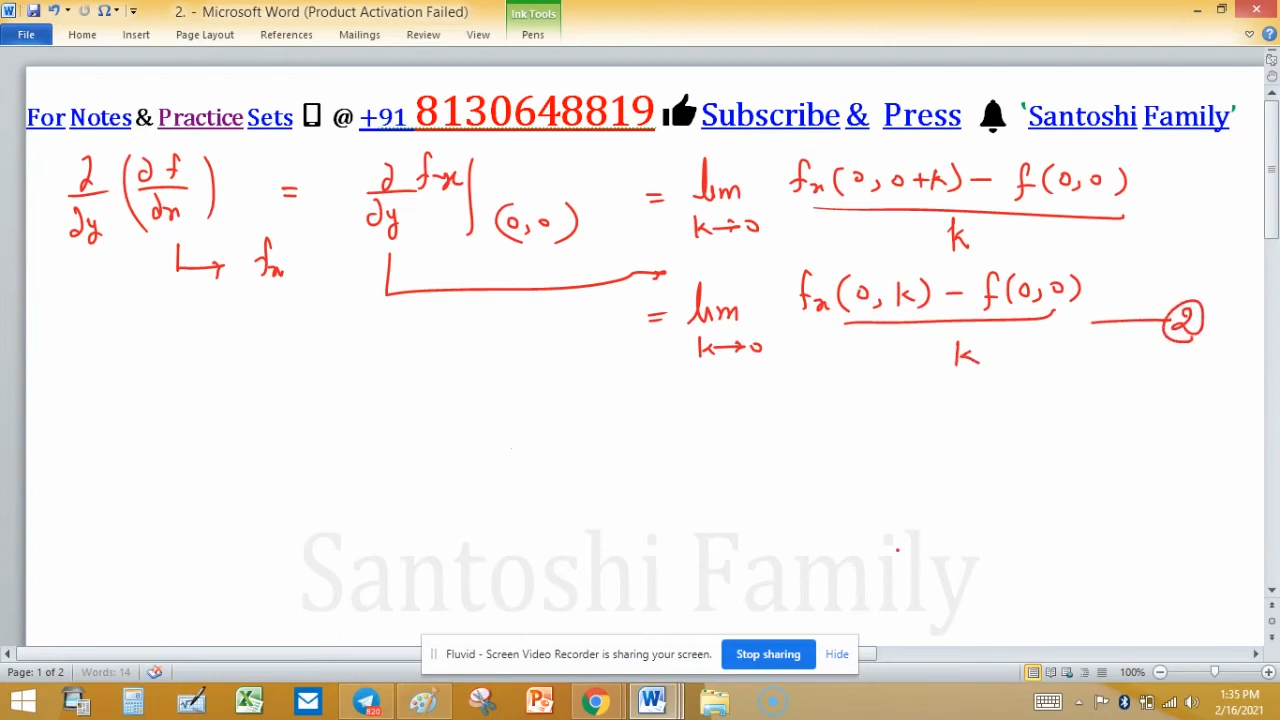 2. - Microsoft Word (Product Activation Failed)
Ink Tools
File Home Insert Page Layout References Mailings Review View Pens
For Notes & Practice Sets @ +91 8130648819 Subscribe & Press 'Santoshi Family'
∂/∂y (∂f/∂x) = ∂/∂y fx |(0,0) = lim k→0 fx(0, 0+k) − f(0,0) / k
↳ fx
= lim k→0 fx(0, k) − f(0,0) / k —— ②
Santoshi Family
Fluvid - Screen Video Recorder is sharing your screen. Stop sharing Hide
Page: 1 of 2 Words: 14 100%
820
1:35 PM
2/16/2021